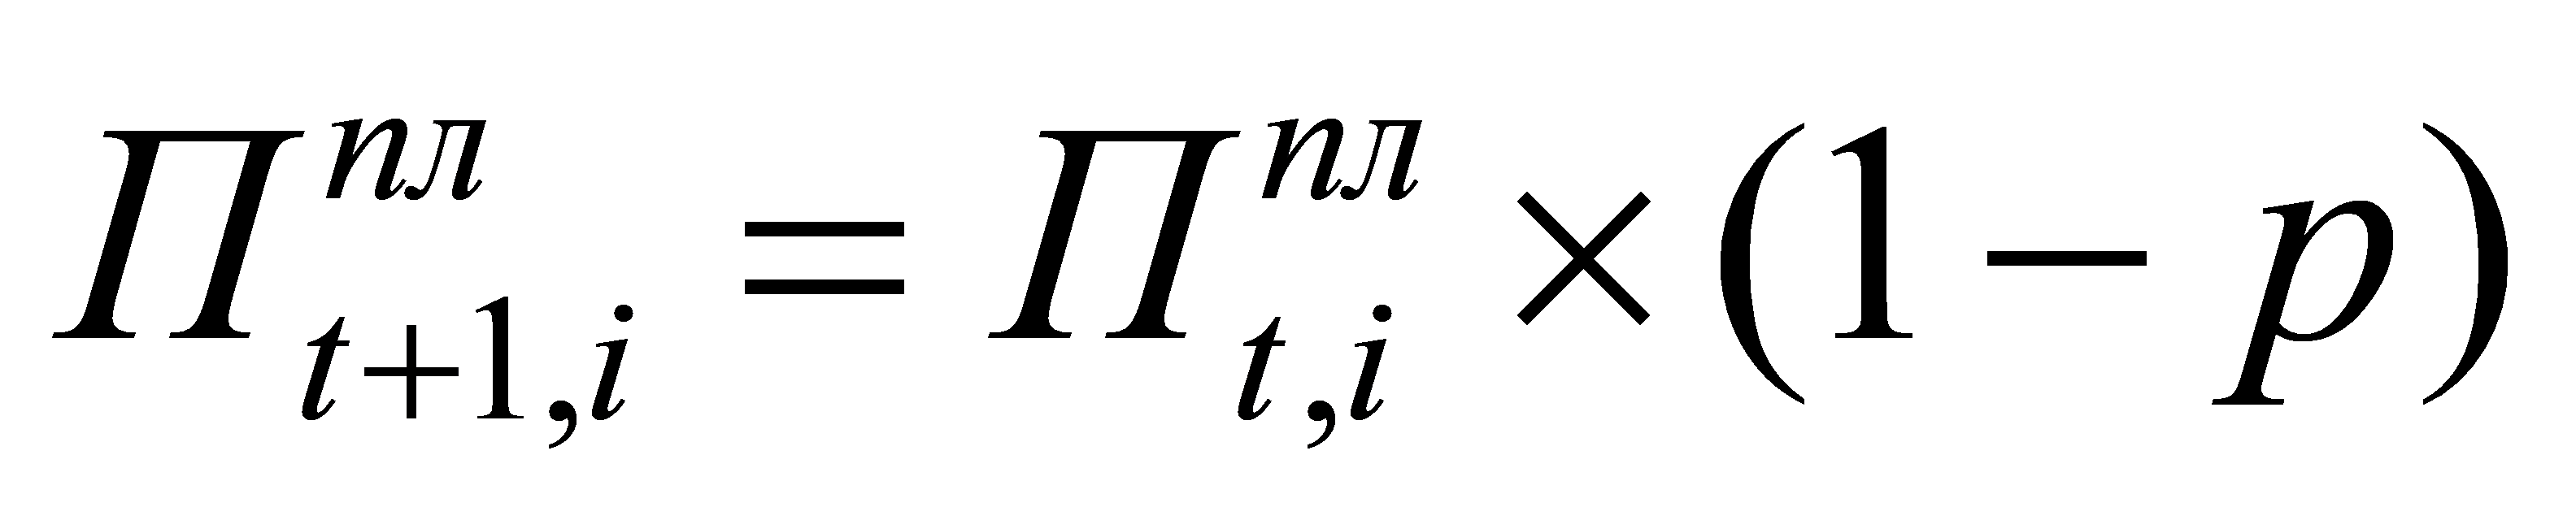 П^{пл}_{t+1,i} = П^{пл}_{t,i} × (1 − p)